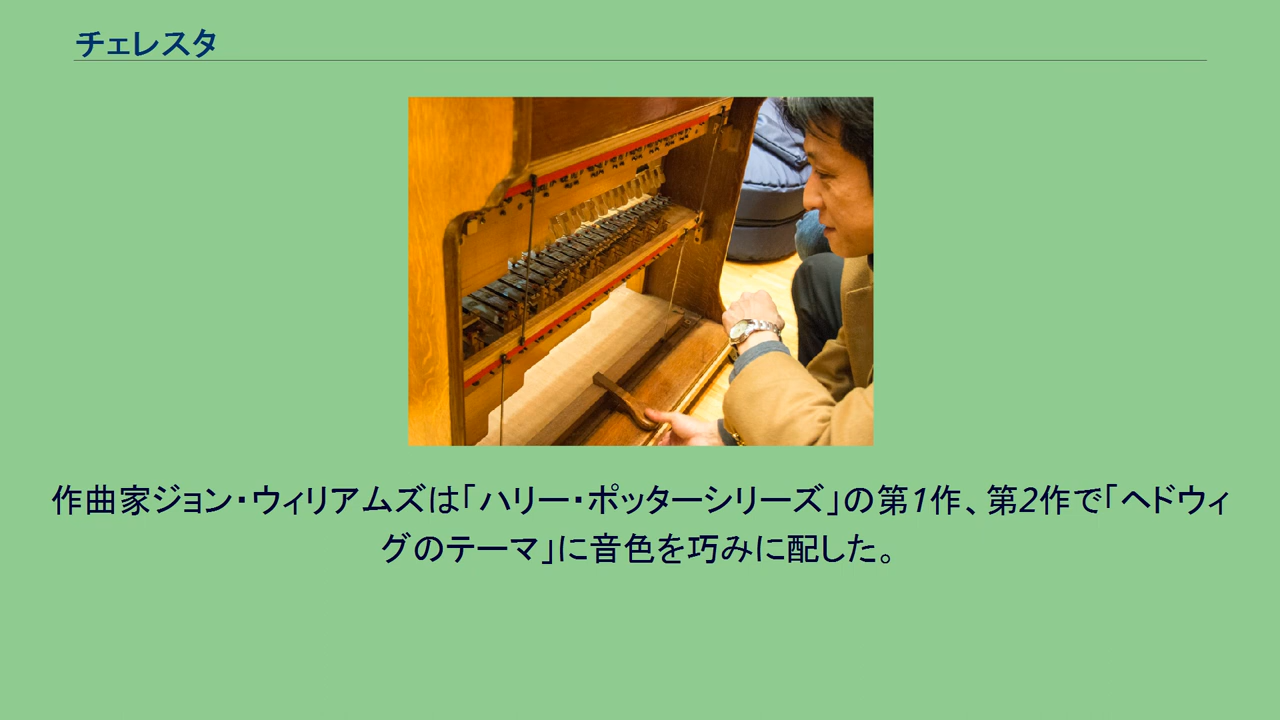 チェレスタ
作曲家ジョン・ウィリアムズは「ハリー・ポッターシリーズ」の第1作、第2作で「ヘドウィ
グのテーマ」に音色を巧みに配した。